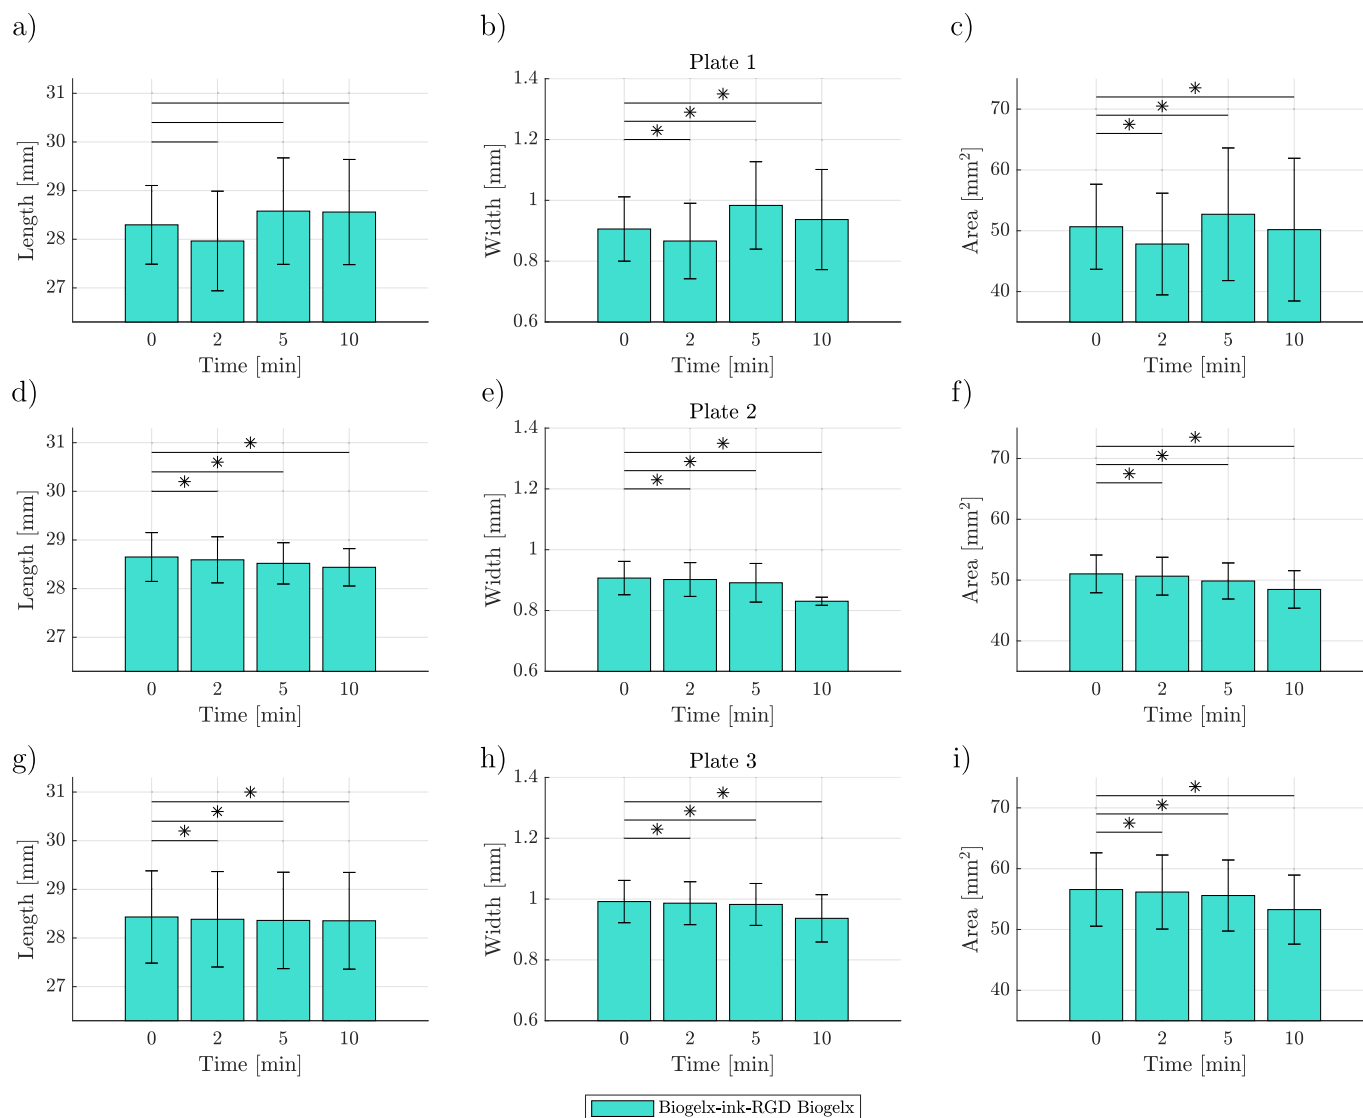 a)
b)
c)
Plate 1
Length [mm]
31
30
29
28
27
0 2 5 10
Time [min]
Width [mm]
1.4
1.2
1
0.8
0.6
0 2 5 10
Time [min]
Area [mm²]
70
60
50
40
0 2 5 10
Time [min]
d)
e)
f)
Plate 2
Length [mm]
31
30
29
28
27
0 2 5 10
Time [min]
Width [mm]
1.4
1.2
1
0.8
0.6
0 2 5 10
Time [min]
Area [mm²]
70
60
50
40
0 2 5 10
Time [min]
g)
h)
i)
Plate 3
Length [mm]
31
30
29
28
27
0 2 5 10
Time [min]
Width [mm]
1.4
1.2
1
0.8
0.6
0 2 5 10
Time [min]
Area [mm²]
70
60
50
40
0 2 5 10
Time [min]
Biogelx-ink-RGD Biogelx